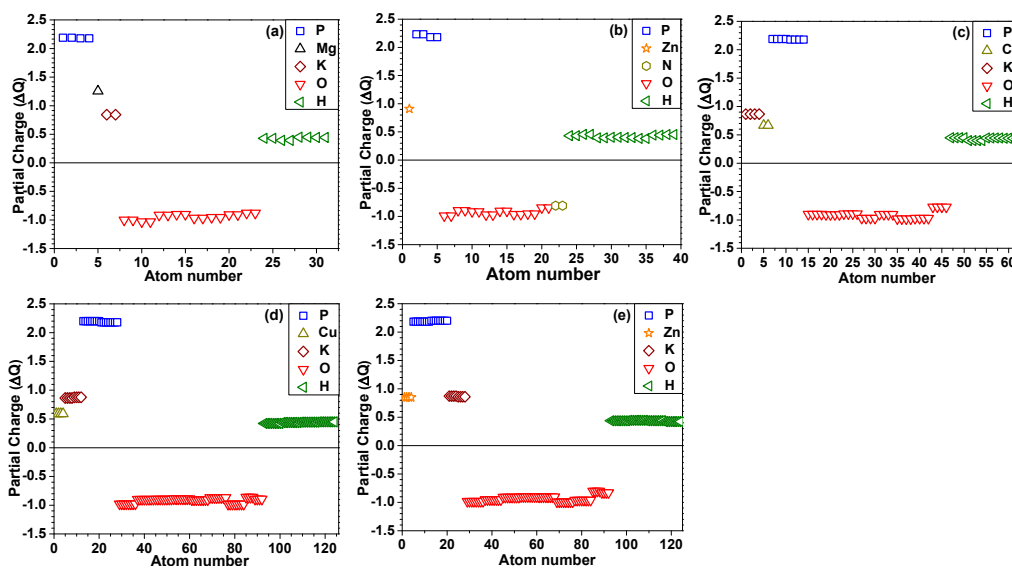 (a)
P
Mg
K
O
H
Partial Charge (ΔQ)
2.5
2.0
1.5
1.0
0.5
0.0
-0.5
-1.0
-1.5
0 5 10 15 20 25 30
Atom number
(b)
P
Zn
N
O
H
Partial Charge (ΔQ)
2.5
2.0
1.5
1.0
0.5
0.0
-0.5
-1.0
-1.5
0 5 10 15 20 25 30 35 40
Atom number
(c)
P
C
K
O
H
Partial Charge (ΔQ)
2.5
2.0
1.5
1.0
0.5
0.0
-0.5
-1.0
-1.5
0 5 10 15 20 25 30 35 40 45 50 55 60
Atom number
(d)
P
Cu
K
O
H
Partial Charge (ΔQ)
2.5
2.0
1.5
1.0
0.5
0.0
-0.5
-1.0
-1.5
0 20 40 60 80 100 120
Atom number
(e)
P
Zn
K
O
H
Partial Charge (ΔQ)
2.5
2.0
1.5
1.0
0.5
0.0
-0.5
-1.0
-1.5
0 20 40 60 80 100 120
Atom number